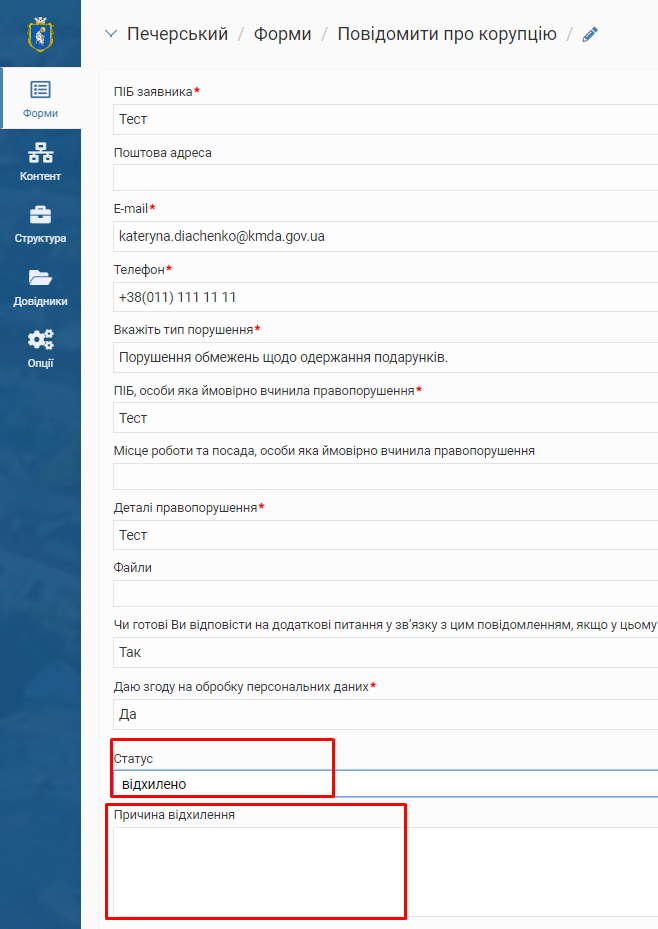 Печерський / Форми / Повідомити про корупцію /
Форми
Контент
Структура
Довідники
Опції
ПІБ заявника*
Тест
Поштова адреса
E-mail*
kateryna.diachenko@kmda.gov.ua
Телефон*
+38(011) 111 11 11
Вкажіть тип порушення*
Порушення обмежень щодо одержання подарунків.
ПІБ, особи яка ймовірно вчинила правопорушення*
Тест
Місце роботи та посада, особи яка ймовірно вчинила правопорушення
Деталі правопорушення*
Тест
Файли
Чи готові Ви відповісти на додаткові питання у зв’язку з цим повідомленням, якщо у цьому
Так
Даю згоду на обробку персональних даних*
Да
Статус
відхилено
Причина відхилення